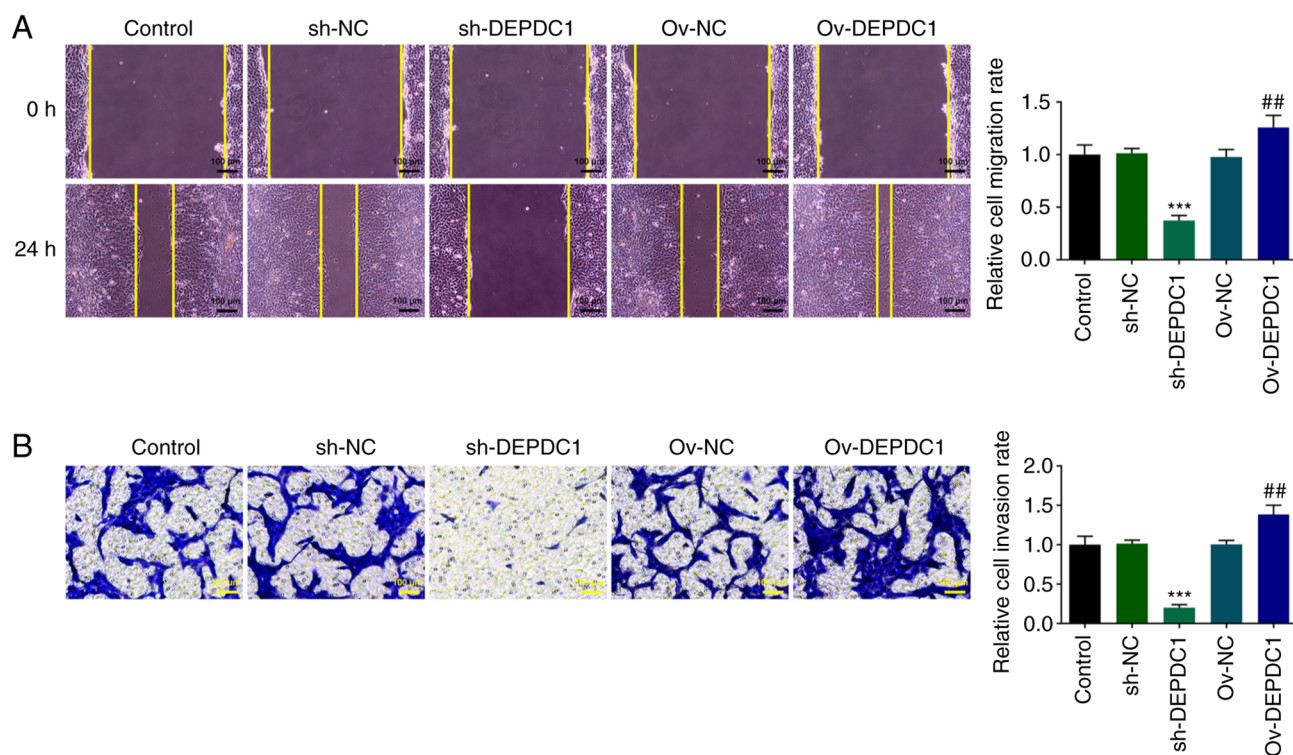 A
Control sh-NC sh-DEPDC1 Ov-NC Ov-DEPDC1
0 h
100 μm 100 μm 100 μm 100 μm 100 μm
24 h
100 μm 100 μm 100 μm 100 μm 100 μm
Relative cell migration rate
1.5
1.0
0.5
0.0
***
##
Control
sh-NC
sh-DEPDC1
Ov-NC
Ov-DEPDC1
B
Control sh-NC sh-DEPDC1 Ov-NC Ov-DEPDC1
100 μm 100 μm 100 μm 100 μm 100 μm
Relative cell invasion rate
2.0
1.5
1.0
0.5
0.0
***
##
Control
sh-NC
sh-DEPDC1
Ov-NC
Ov-DEPDC1